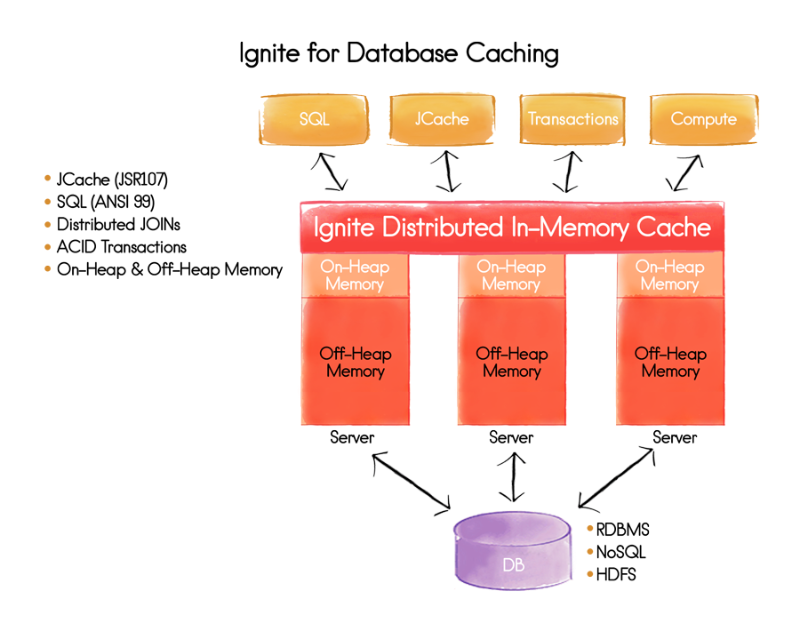 Ignite for Database Caching
SQL
JCache
Transactions
Compute
JCache (JSR107)
SQL (ANSI 99)
Distributed JOINs
ACID Transactions
On-Heap & Off-Heap Memory
Ignite Distributed In-Memory Cache
On-Heap
Memory
On-Heap
Memory
On-Heap
Memory
Off-Heap
Memory
Off-Heap
Memory
Off-Heap
Memory
Server
Server
Server
DB
RDBMS
NoSQL
HDFS